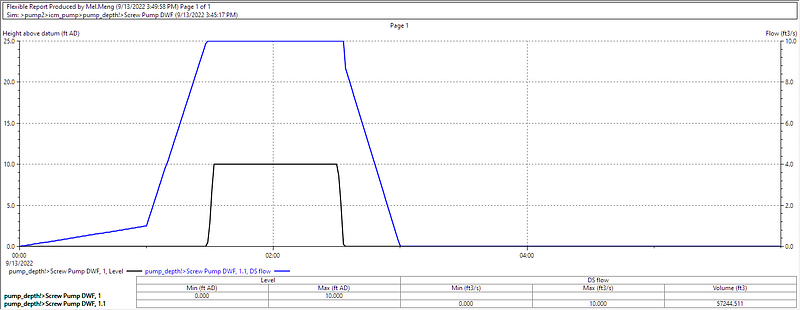 Flexible Report Produced by Mel.Meng (9/13/2022 3:49:58 PM) Page 1 of 1
Sim: >pump2>icm_pump>pump_depth!>Screw Pump DWF (9/13/2022 3:45:17 PM)
Page 1
Height above datum (ft AD) Flow (ft3/s)
25.0 10.0
20.0 8.0
15.0 6.0
10.0 4.0
5.0 2.0
0.0 0.0
00:00 02:00 04:00
9/13/2022
pump_depth!>Screw Pump DWF, 1, Level pump_depth!>Screw Pump DWF, 1.1, DS flow
Level DS flow
Min (ft AD) Max (ft AD) Min (ft3/s) Max (ft3/s) Volume (ft3)
pump_depth!>Screw Pump DWF, 1 0.000 10.000
pump_depth!>Screw Pump DWF, 1.1 0.000 10.000 57244.511